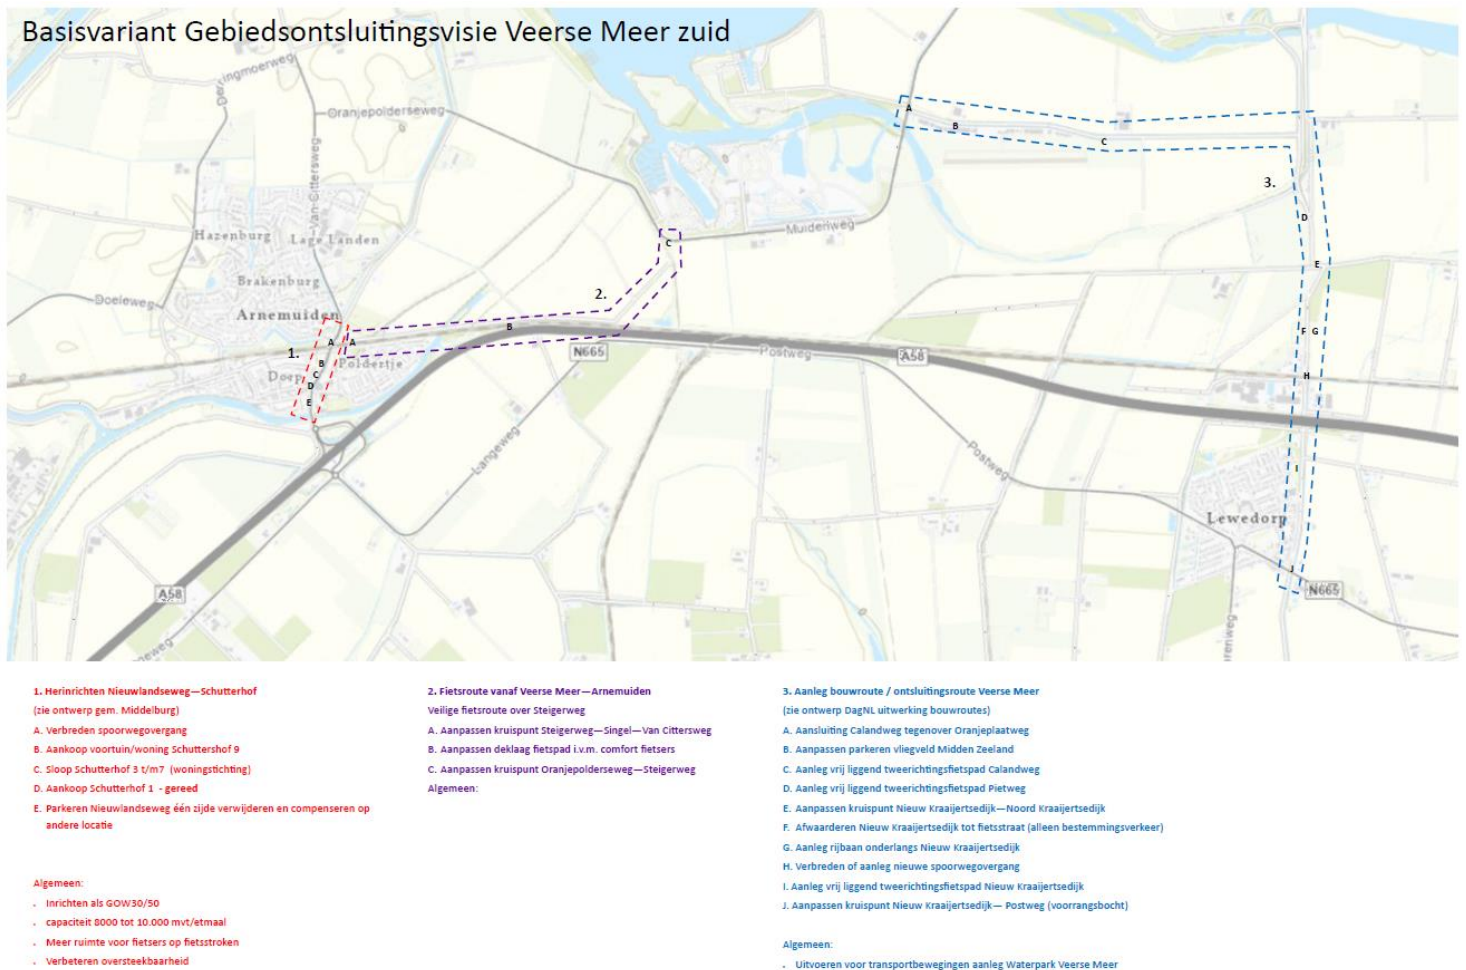 Basisvariant Gebiedsontsluitingsvisie Veerse Meer zuid
Oranjepolderseweg
Van Cittersweg
Hazenburg
Lage Landen
Brakenburg
Doeleweg
Arnemuiden
Muidenweg
1.
2.
3.
A
B
C
D
E
A
B
C
A
B
C
D
E
F G
H
I
J
Dorp
Poldertje
N665
Postweg
A58
Langeweg
Postweg
Lewedorp
A58
N665
1. Herinrichten Nieuwlandseweg—Schutterhof
(zie ontwerp gem. Middelburg)
A. Verbreden spoorwegovergang
B. Aankoop voortuin/woning Schuttershof 9
C. Sloop Schutterhof 3 t/m7 (woningstichting)
D. Aankoop Schutterhof 1 - gereed
E. Parkeren Nieuwlandseweg één zijde verwijderen en compenseren op
andere locatie
Algemeen:
. Inrichten als GOW30/50
. capaciteit 8000 tot 10.000 mvt/etmaal
. Meer ruimte voor fietsers op fietsstroken
. Verbeteren oversteekbaarheid
2. Fietsroute vanaf Veerse Meer—Arnemuiden
Veilige fietsroute over Steigerweg
A. Aanpassen kruispunt Steigerweg—Singel—Van Cittersweg
B. Aanpassen deklaag fietspad i.v.m. comfort fietsers
C. Aanpassen kruispunt Oranjepolderseweg—Steigerweg
Algemeen:
3. Aanleg bouwroute / ontsluitingsroute Veerse Meer
(zie ontwerp DagNL uitwerking bouwroutes)
A. Aansluiting Calandweg tegenover Oranjeplaatweg
B. Aanpassen parkeren vliegveld Midden Zeeland
C. Aanleg vrij liggend tweerichtingsfietspad Calandweg
D. Aanleg vrij liggend tweerichtingsfietspad Pietweg
E. Aanpassen kruispunt Nieuw Kraaijertsedijk—Noord Kraaijertsedijk
F. Afwaarderen Nieuw Kraaijertsedijk tot fietsstraat (alleen bestemmingsverkeer)
G. Aanleg rijbaan onderlangs Nieuw Kraaijertsedijk
H. Verbreden of aanleg nieuwe spoorwegovergang
I. Aanleg vrij liggend tweerichtingsfietspad Nieuw Kraaijertsedijk
J. Aanpassen kruispunt Nieuw Kraaijertsedijk— Postweg (voorrangsbocht)
Algemeen:
. Uitvoeren voor transportbewegingen aanleg Waterpark Veerse Meer